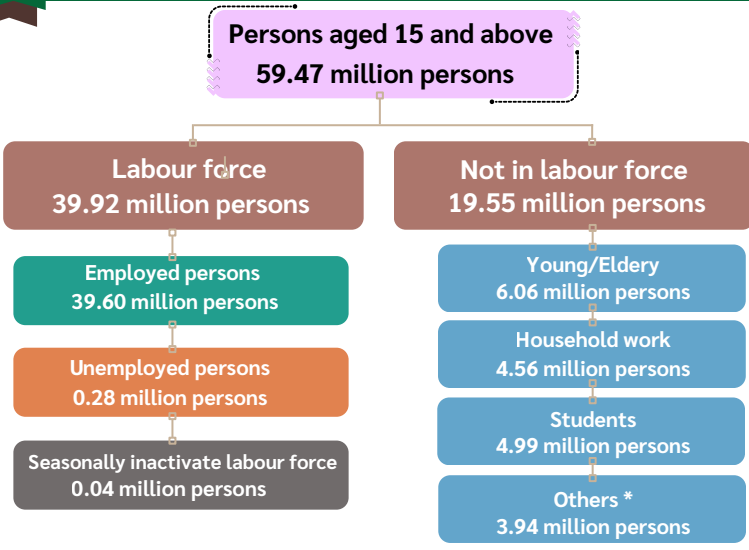 Persons aged 15 and above
59.47 million persons
Labour force
39.92 million persons
Not in labour force
19.55 million persons
Employed persons
39.60 million persons
Unemployed persons
0.28 million persons
Seasonally inactivate labour force
0.04 million persons
Young/Eldery
6.06 million persons
Household work
4.56 million persons
Students
4.99 million persons
Others *
3.94 million persons